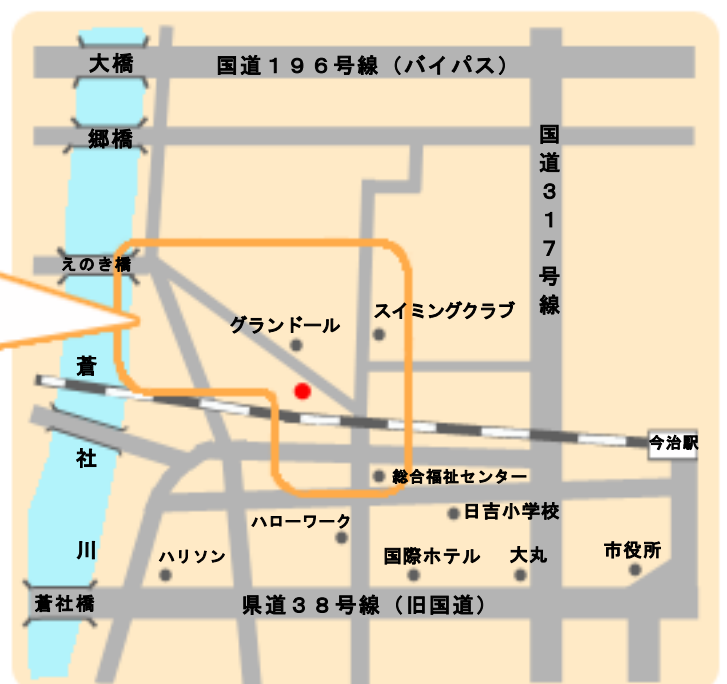 大橋
国道１９６号線（バイパス）
郷橋
国道３１７号線
えのき橋
スイミングクラブ
グランドール
蒼社川
今治駅
総合福祉センター
日吉小学校
ハローワーク
ハリソン
国際ホテル
大丸
市役所
蒼社橋
県道３８号線（旧国道）